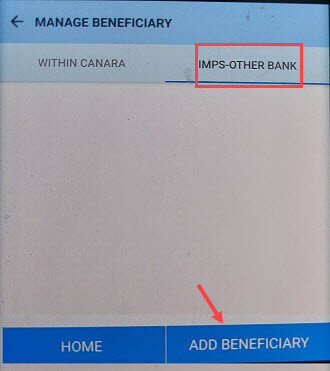 MANAGE BENEFICIARY
WITHIN CANARA
IMPS-OTHER BANK
HOME
ADD BENEFICIARY